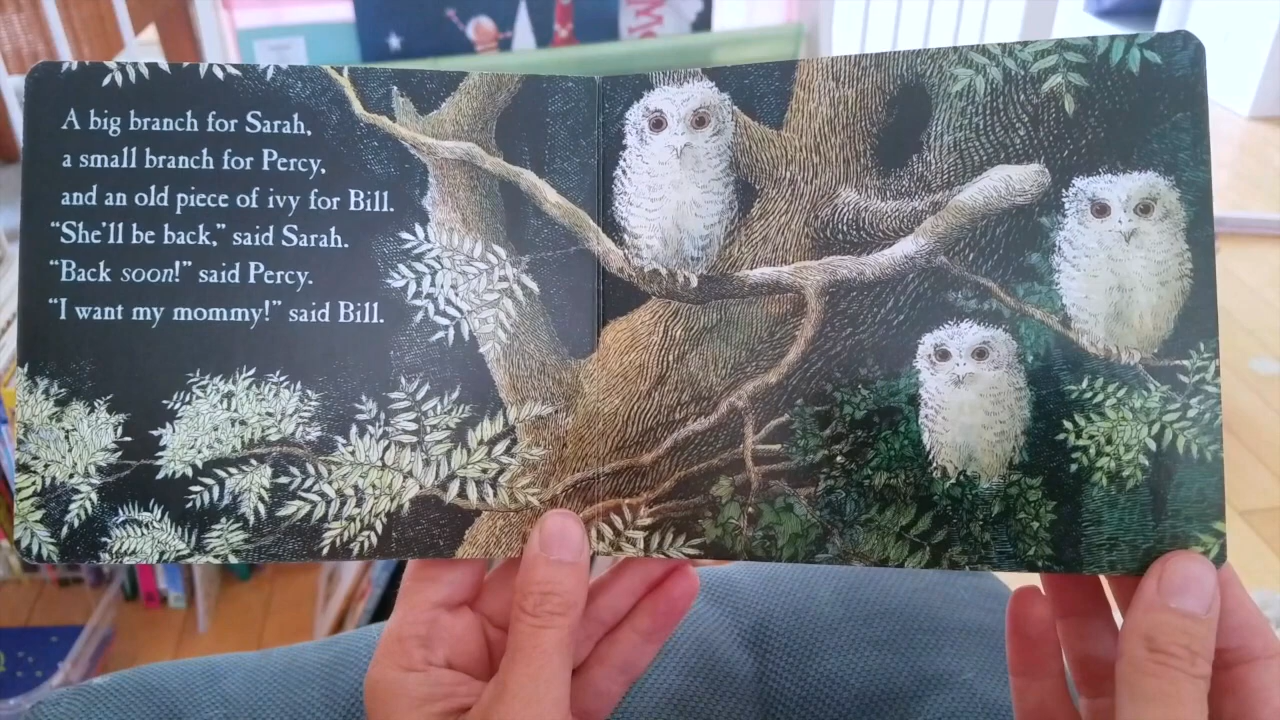 A big branch for Sarah,
a small branch for Percy,
and an old piece of ivy for Bill.
“She’ll be back,” said Sarah.
“Back soon!” said Percy.
“I want my mommy!” said Bill.